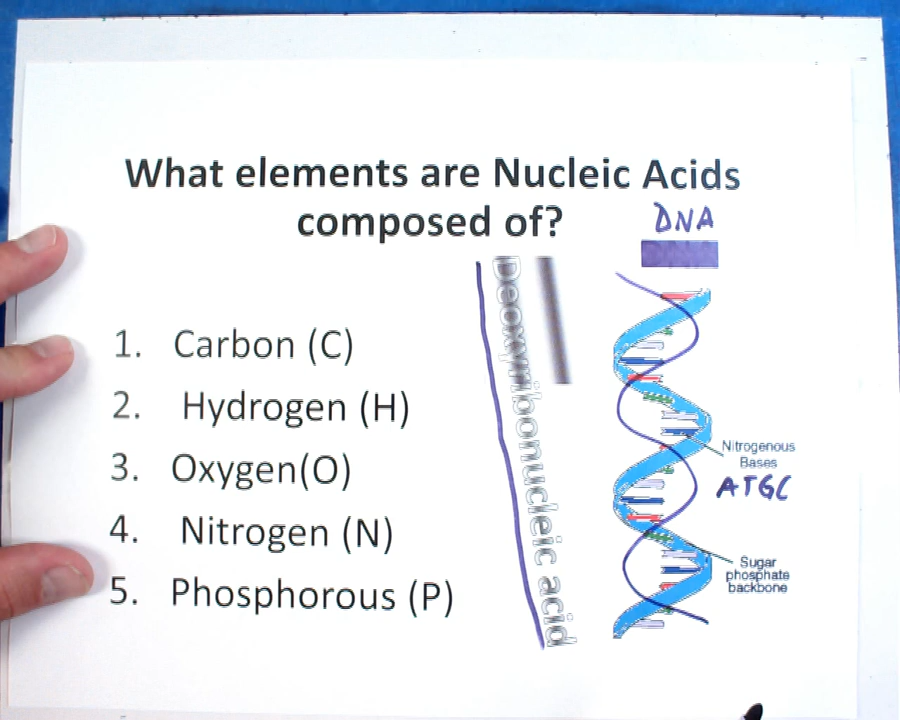 What elements are Nucleic Acids
composed of?
DNA
Deoxyribonucleic acid
1. Carbon (C)
2. Hydrogen (H)
3. Oxygen(O)
4. Nitrogen (N)
5. Phosphorous (P)
Nitrogenous
Bases
ATGC
Sugar
phosphate
backbone